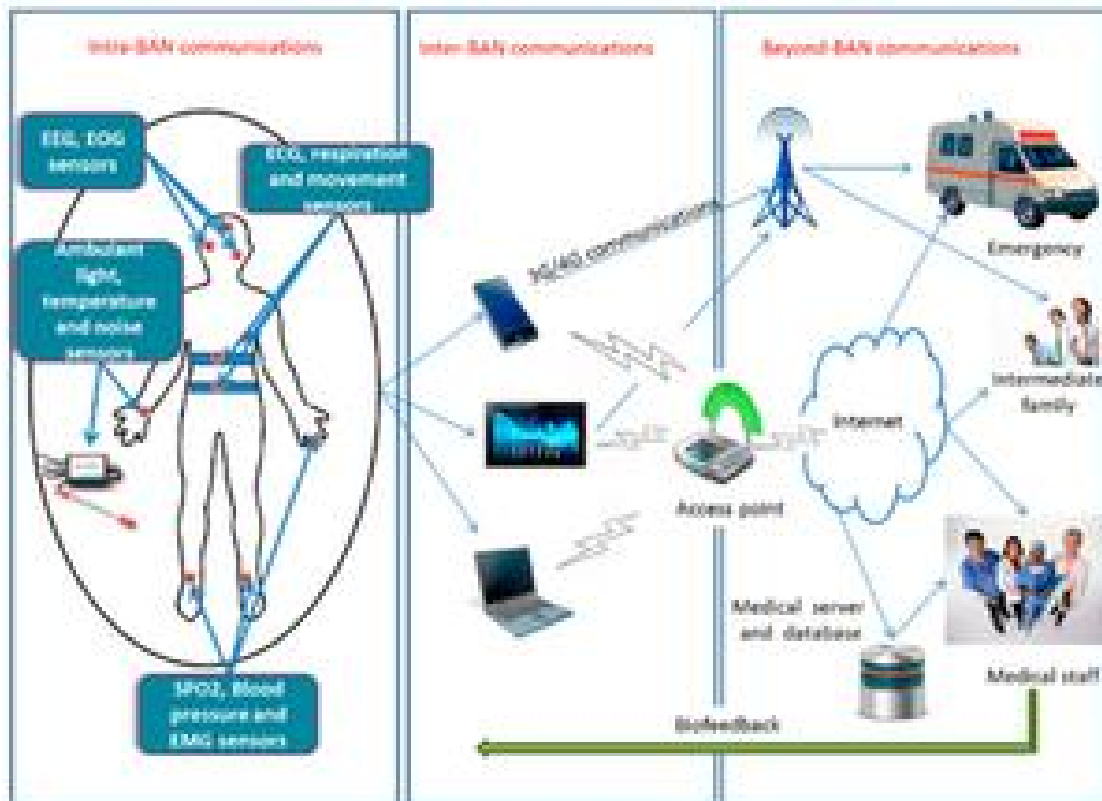 Intra-BAN communications
Inter-BAN communications
Beyond-BAN communications
EEG, EOG
sensors
ECG, respiration
and movement
sensors
Ambulant
light,
temperature
and noise
sensors
SPO2, Blood
pressure and
EMG sensors
3G/4G communications
Access point
Internet
Emergency
Intermediate
family
Medical server
and database
Medical staff
Biofeedback